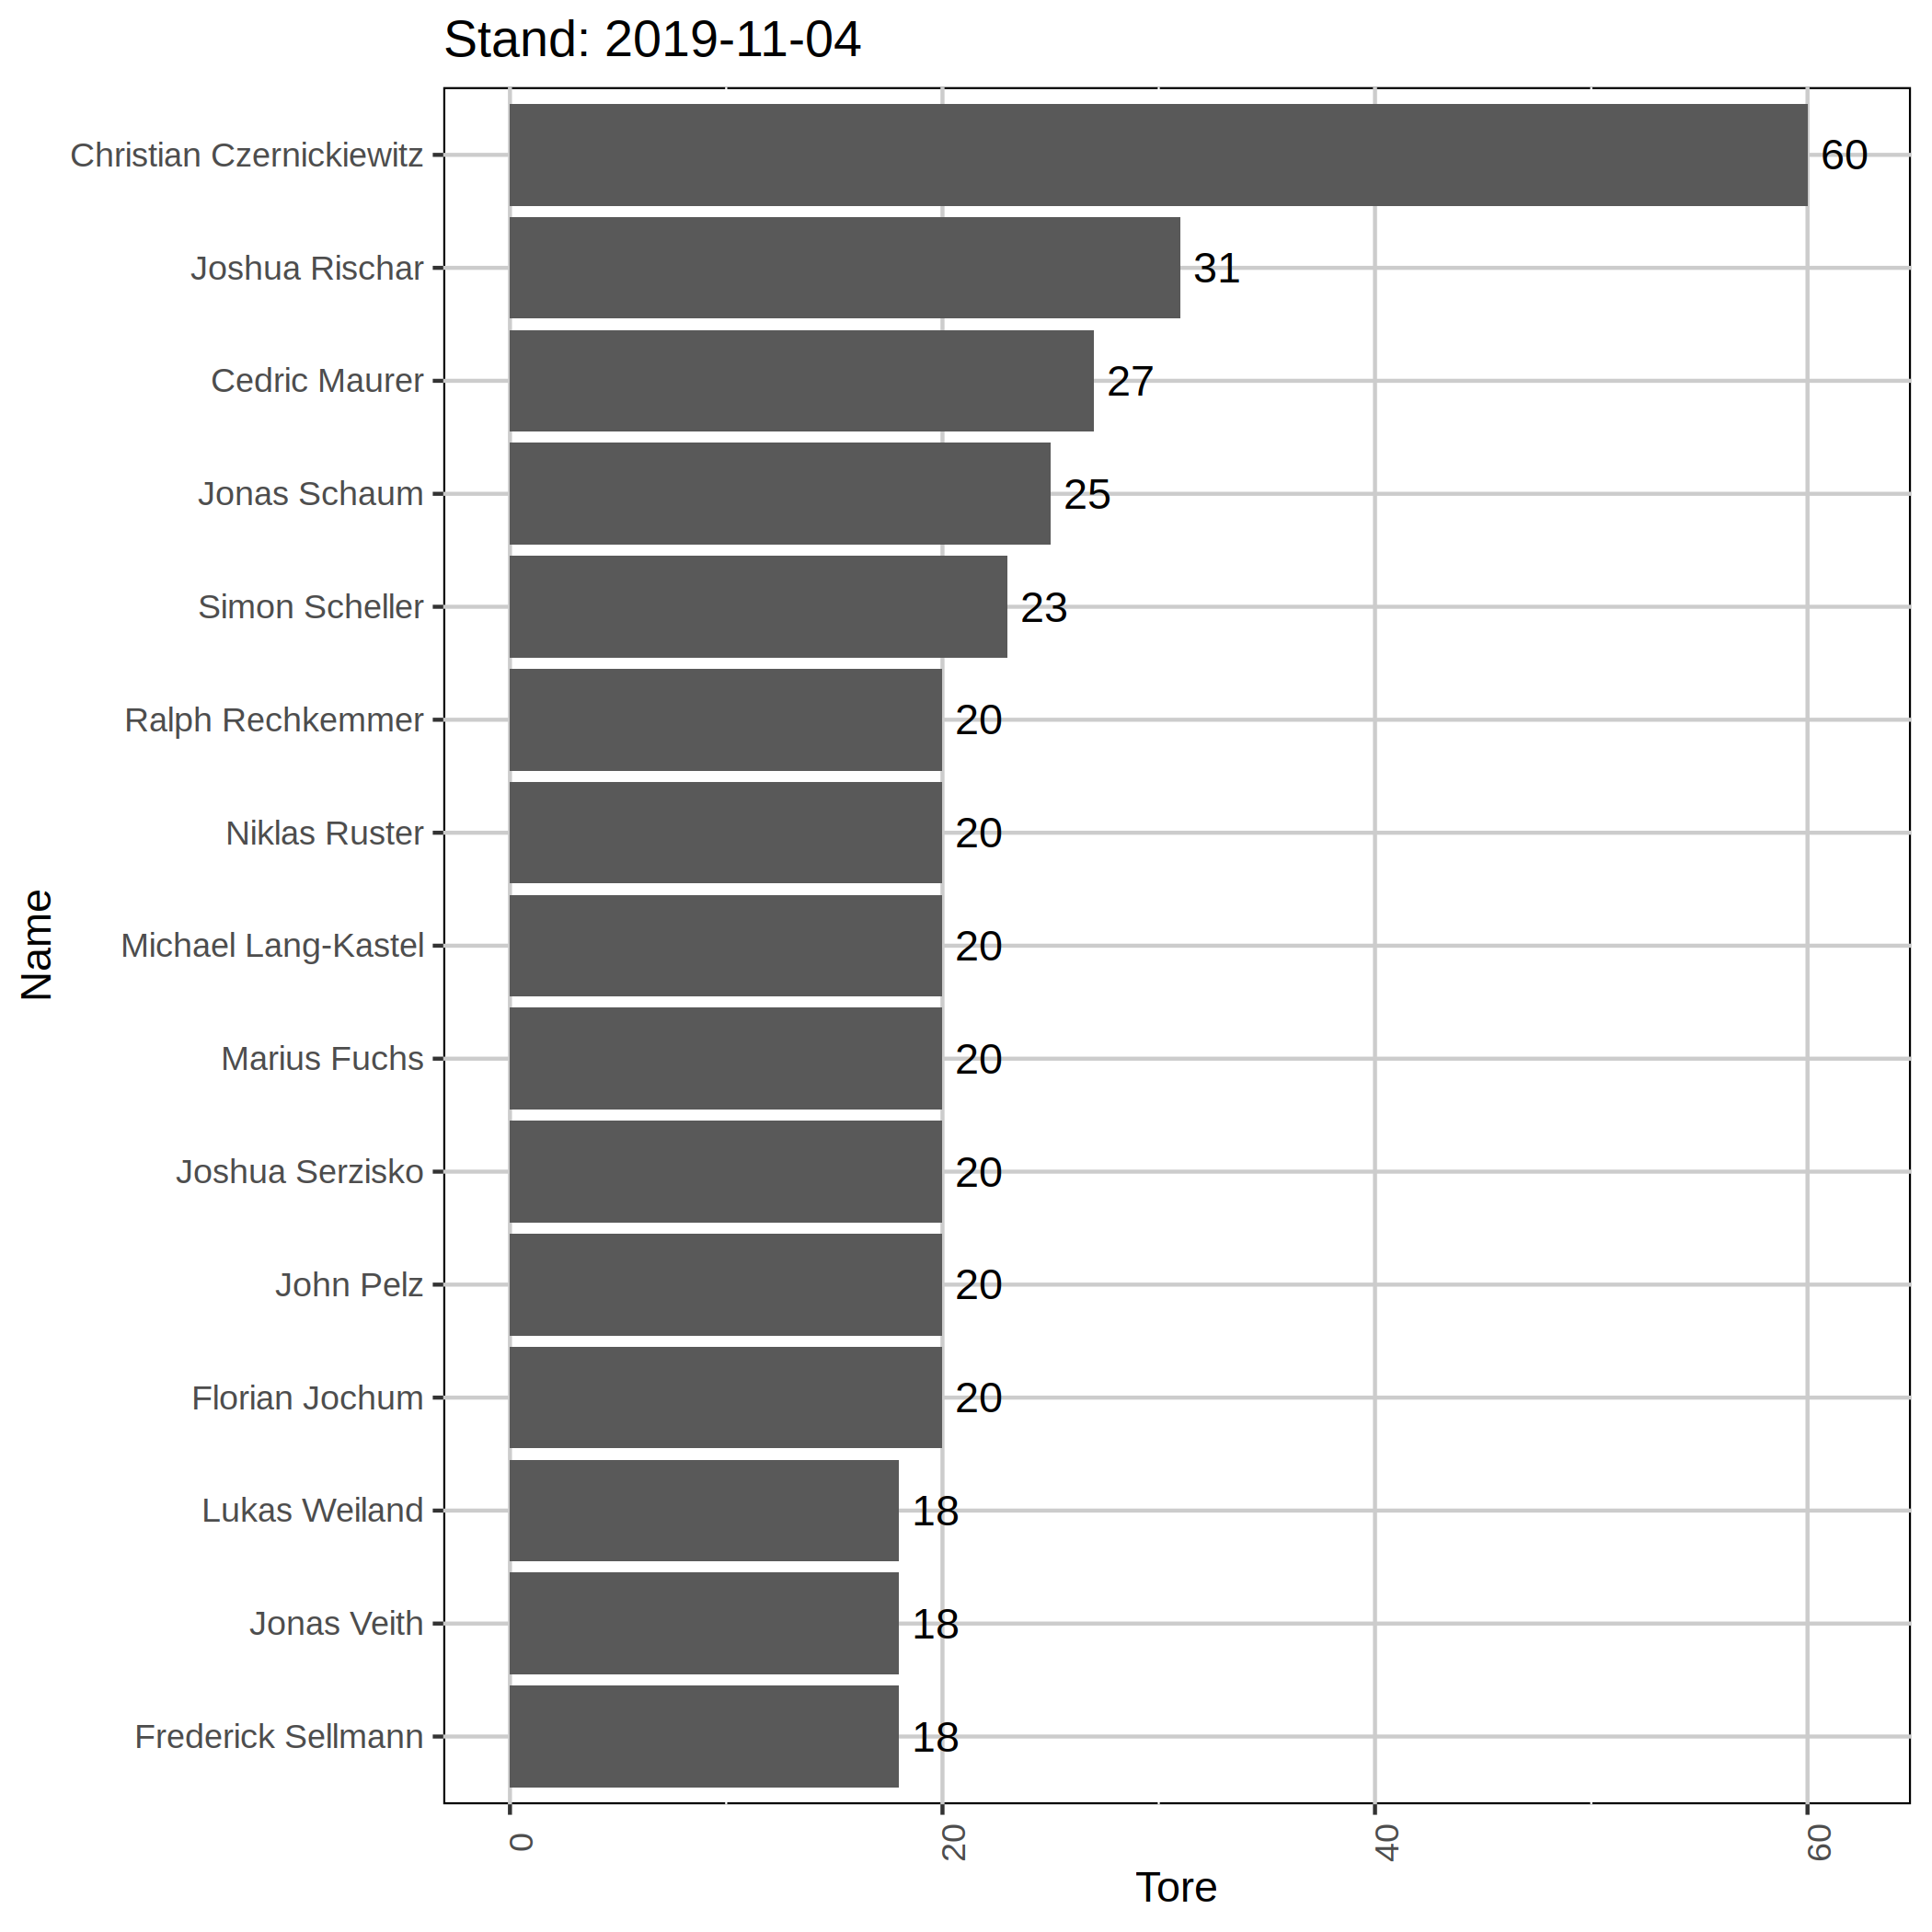 Stand: 2019-11-04
Christian Czernickiewitz 60
Joshua Rischar 31
Cedric Maurer 27
Jonas Schaum 25
Simon Scheller 23
Ralph Rechkemmer 20
Niklas Ruster 20
Michael Lang-Kastel 20
Marius Fuchs 20
Joshua Serzisko 20
John Pelz 20
Florian Jochum 20
Lukas Weiland 18
Jonas Veith 18
Frederick Sellmann 18
Name
0 20 40 60
Tore